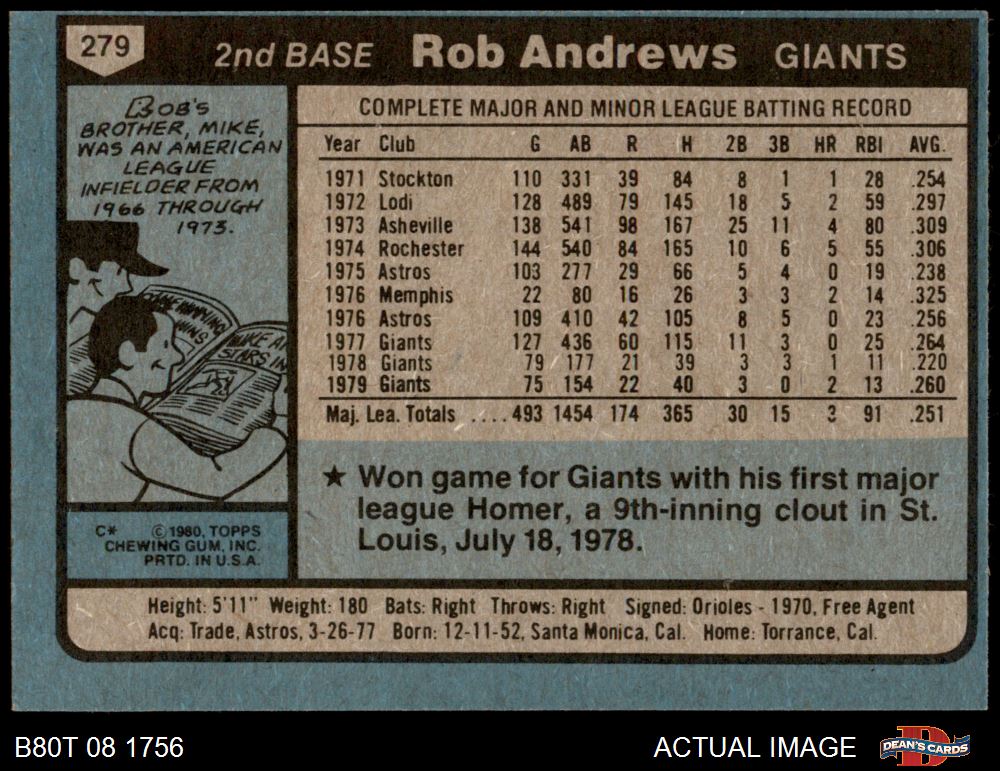 279
2nd BASE Rob Andrews GIANTS
BOB'S
BROTHER, MIKE,
WAS AN AMERICAN
LEAGUE
INFIELDER FROM
1966 THROUGH
1973.
C* © 1980, TOPPS
CHEWING GUM, INC.
PRTD. IN U.S.A.
COMPLETE MAJOR AND MINOR LEAGUE BATTING RECORD
Year Club G AB R H 2B 3B HR RBI AVG.
1971 Stockton 110 331 39 84 8 1 1 28 .254
1972 Lodi 128 489 79 145 18 5 2 59 .297
1973 Asheville 138 541 98 167 25 11 4 80 .309
1974 Rochester 144 540 84 165 10 6 5 55 .306
1975 Astros 103 277 29 66 5 4 0 19 .238
1976 Memphis 22 80 16 26 3 3 2 14 .325
1976 Astros 109 410 42 105 8 5 0 23 .256
1977 Giants 127 436 60 115 11 3 0 25 .264
1978 Giants 79 177 21 39 3 3 1 11 .220
1979 Giants 75 154 22 40 3 0 2 13 .260
Maj. Lea. Totals .... 493 1454 174 365 30 15 3 91 .251
★ Won game for Giants with his first major
league Homer, a 9th-inning clout in St.
Louis, July 18, 1978.
Height: 5'11" Weight: 180 Bats: Right Throws: Right Signed: Orioles - 1970, Free Agent
Acq: Trade, Astros, 3-26-77 Born: 12-11-52, Santa Monica, Cal. Home: Torrance, Cal.
B80T 08 1756
ACTUAL IMAGE
DEAN'S CARDS